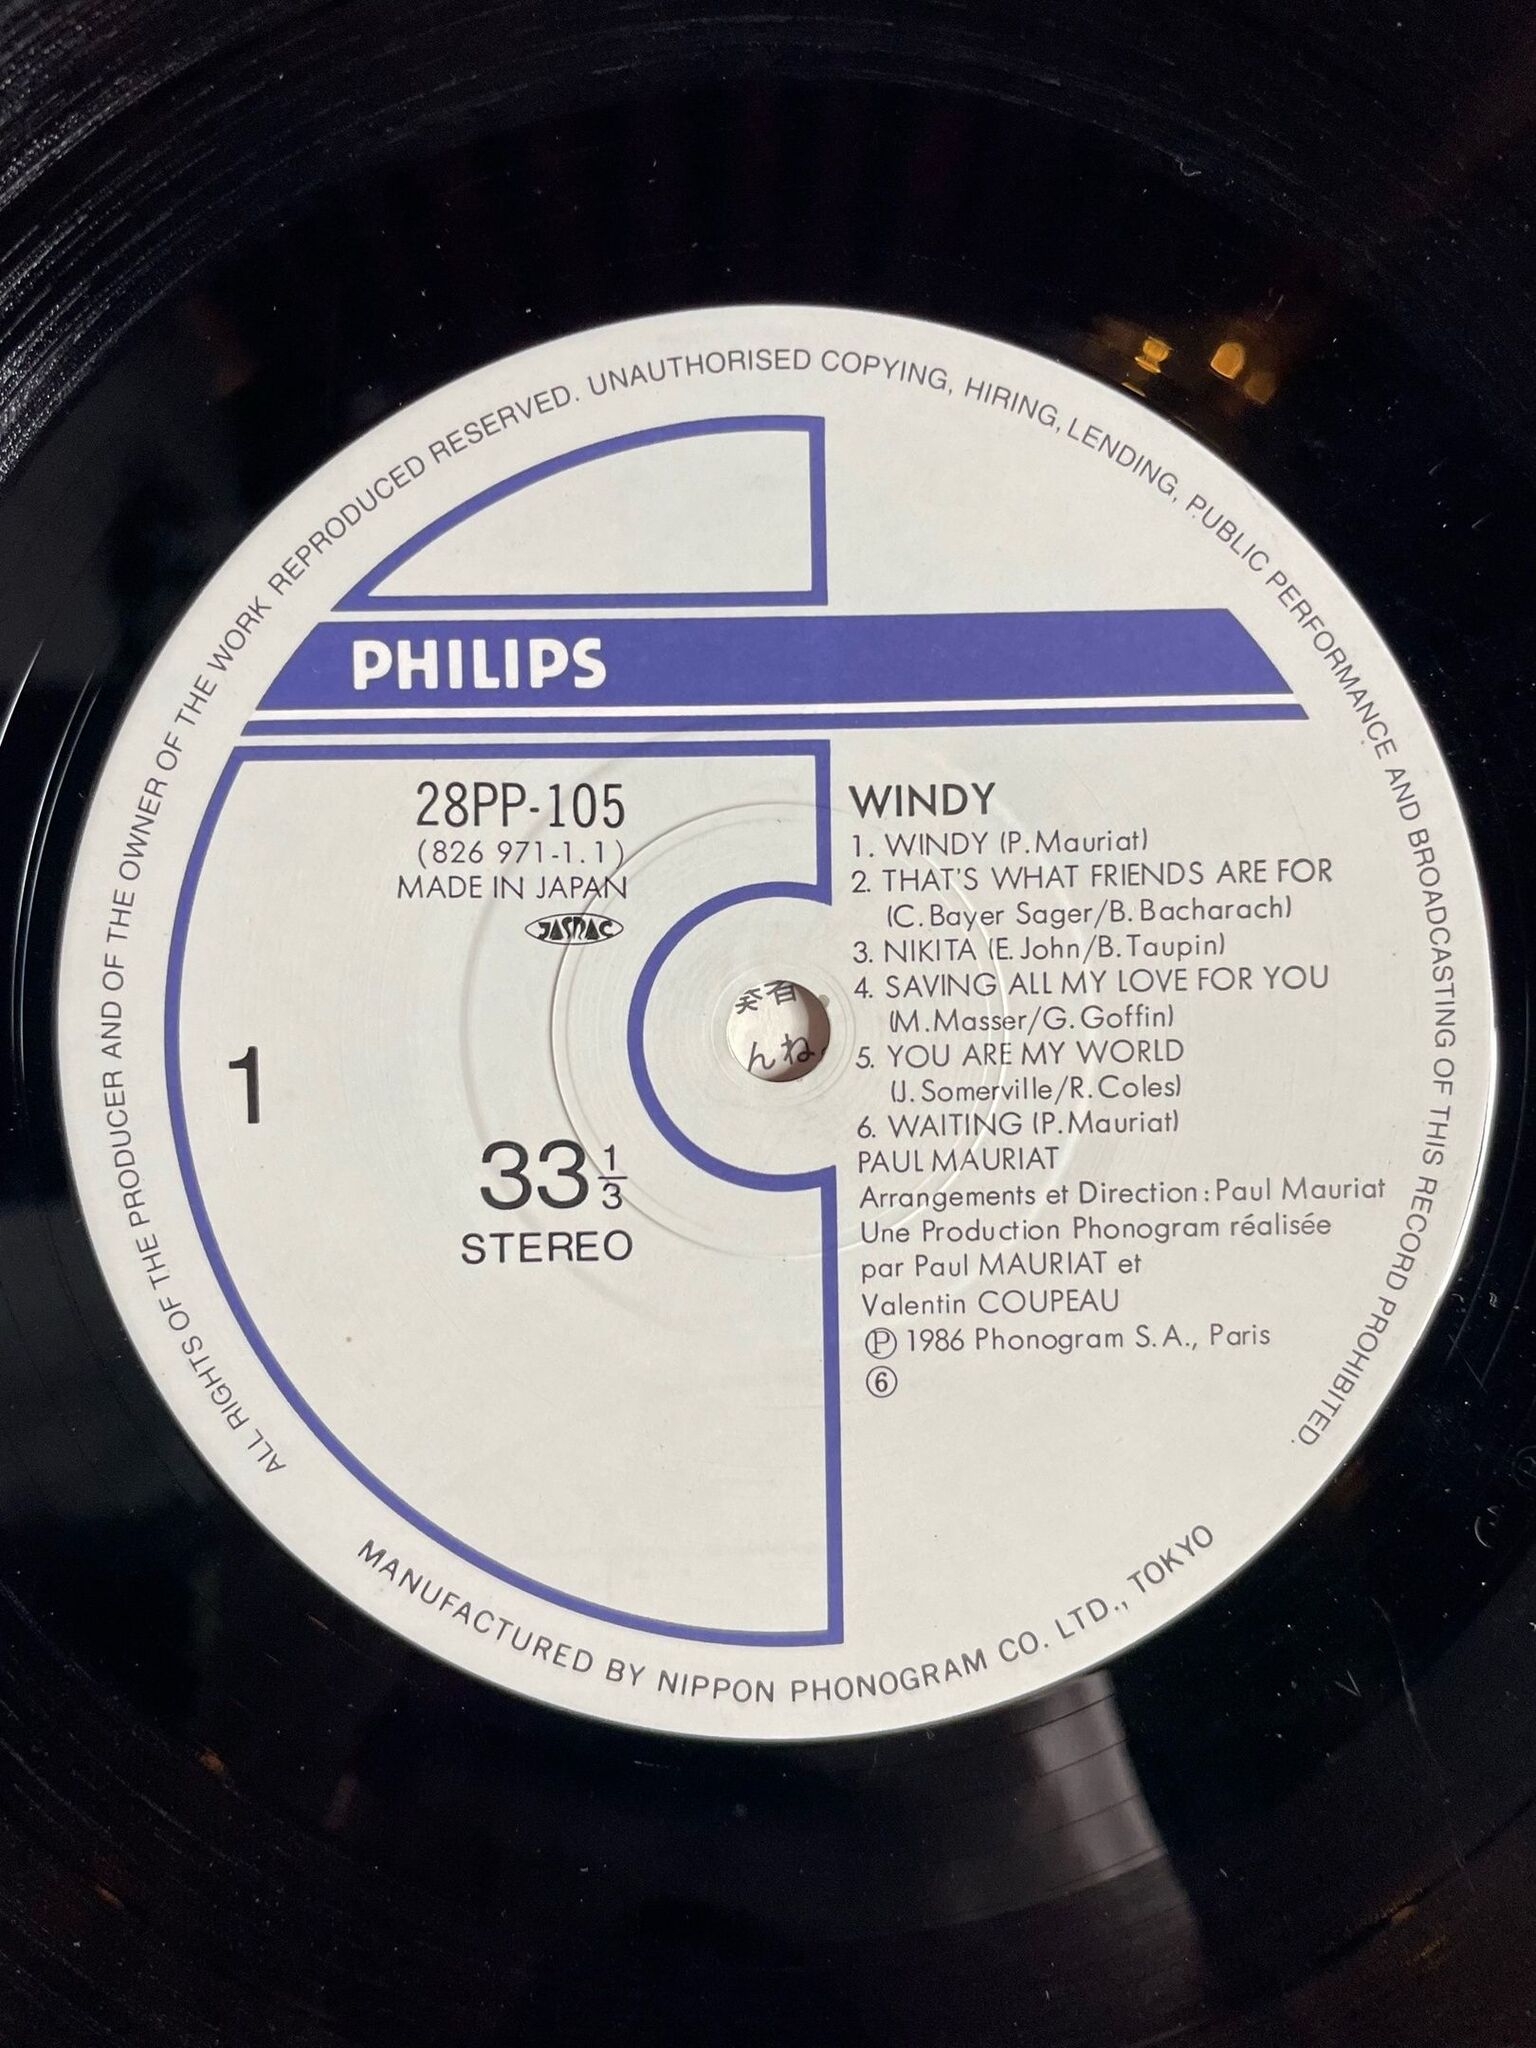 ALL RIGHTS OF THE PRODUCER AND OF THE OWNER OF THE WORK REPRODUCED RESERVED. UNAUTHORISED COPYING, HIRING, LENDING, PUBLIC PERFORMANCE AND BROADCASTING OF THIS RECORD PROHIBITED.
PHILIPS
28PP-105
(826 971-1.1)
MADE IN JAPAN
JASRAC
1
33 1/3
STEREO
WINDY
1. WINDY (P. Mauriat)
2. THAT'S WHAT FRIENDS ARE FOR
(C. Bayer Sager/B. Bacharach)
3. NIKITA (E. John/B. Taupin)
4. SAVING ALL MY LOVE FOR YOU
(M. Masser/G. Goffin)
5. YOU ARE MY WORLD
(J. Somerville/R. Coles)
6. WAITING (P. Mauriat)
PAUL MAURIAT
Arrangements et Direction: Paul Mauriat
Une Production Phonogram réalisée
par Paul MAURIAT et
Valentin COUPEAU
Ⓟ 1986 Phonogram S.A., Paris
⑥
んね
MANUFACTURED BY NIPPON PHONOGRAM CO. LTD., TOKYO